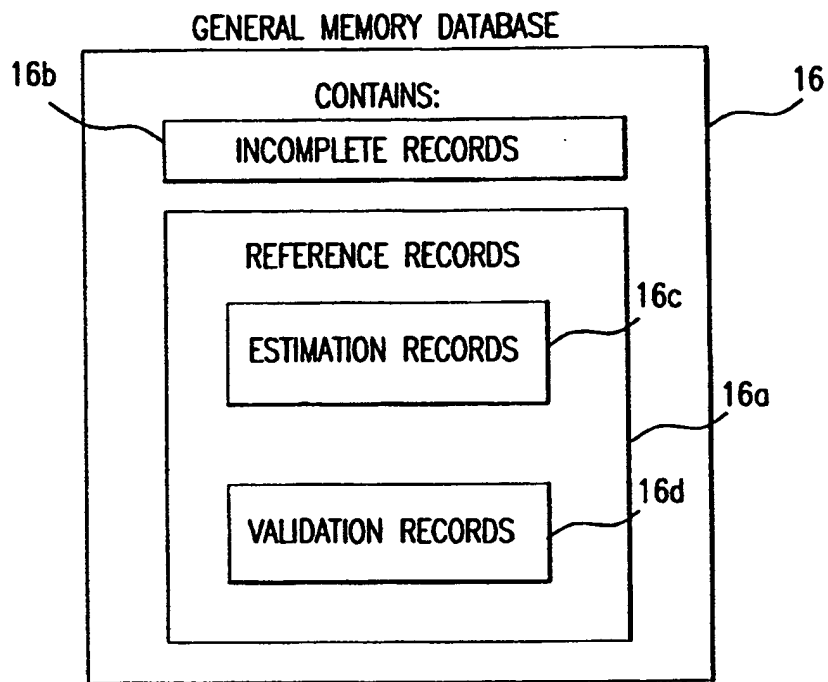 GENERAL MEMORY DATABASE
16b
16
CONTAINS:
INCOMPLETE RECORDS
REFERENCE RECORDS
16c
ESTIMATION RECORDS
16a
16d
VALIDATION RECORDS